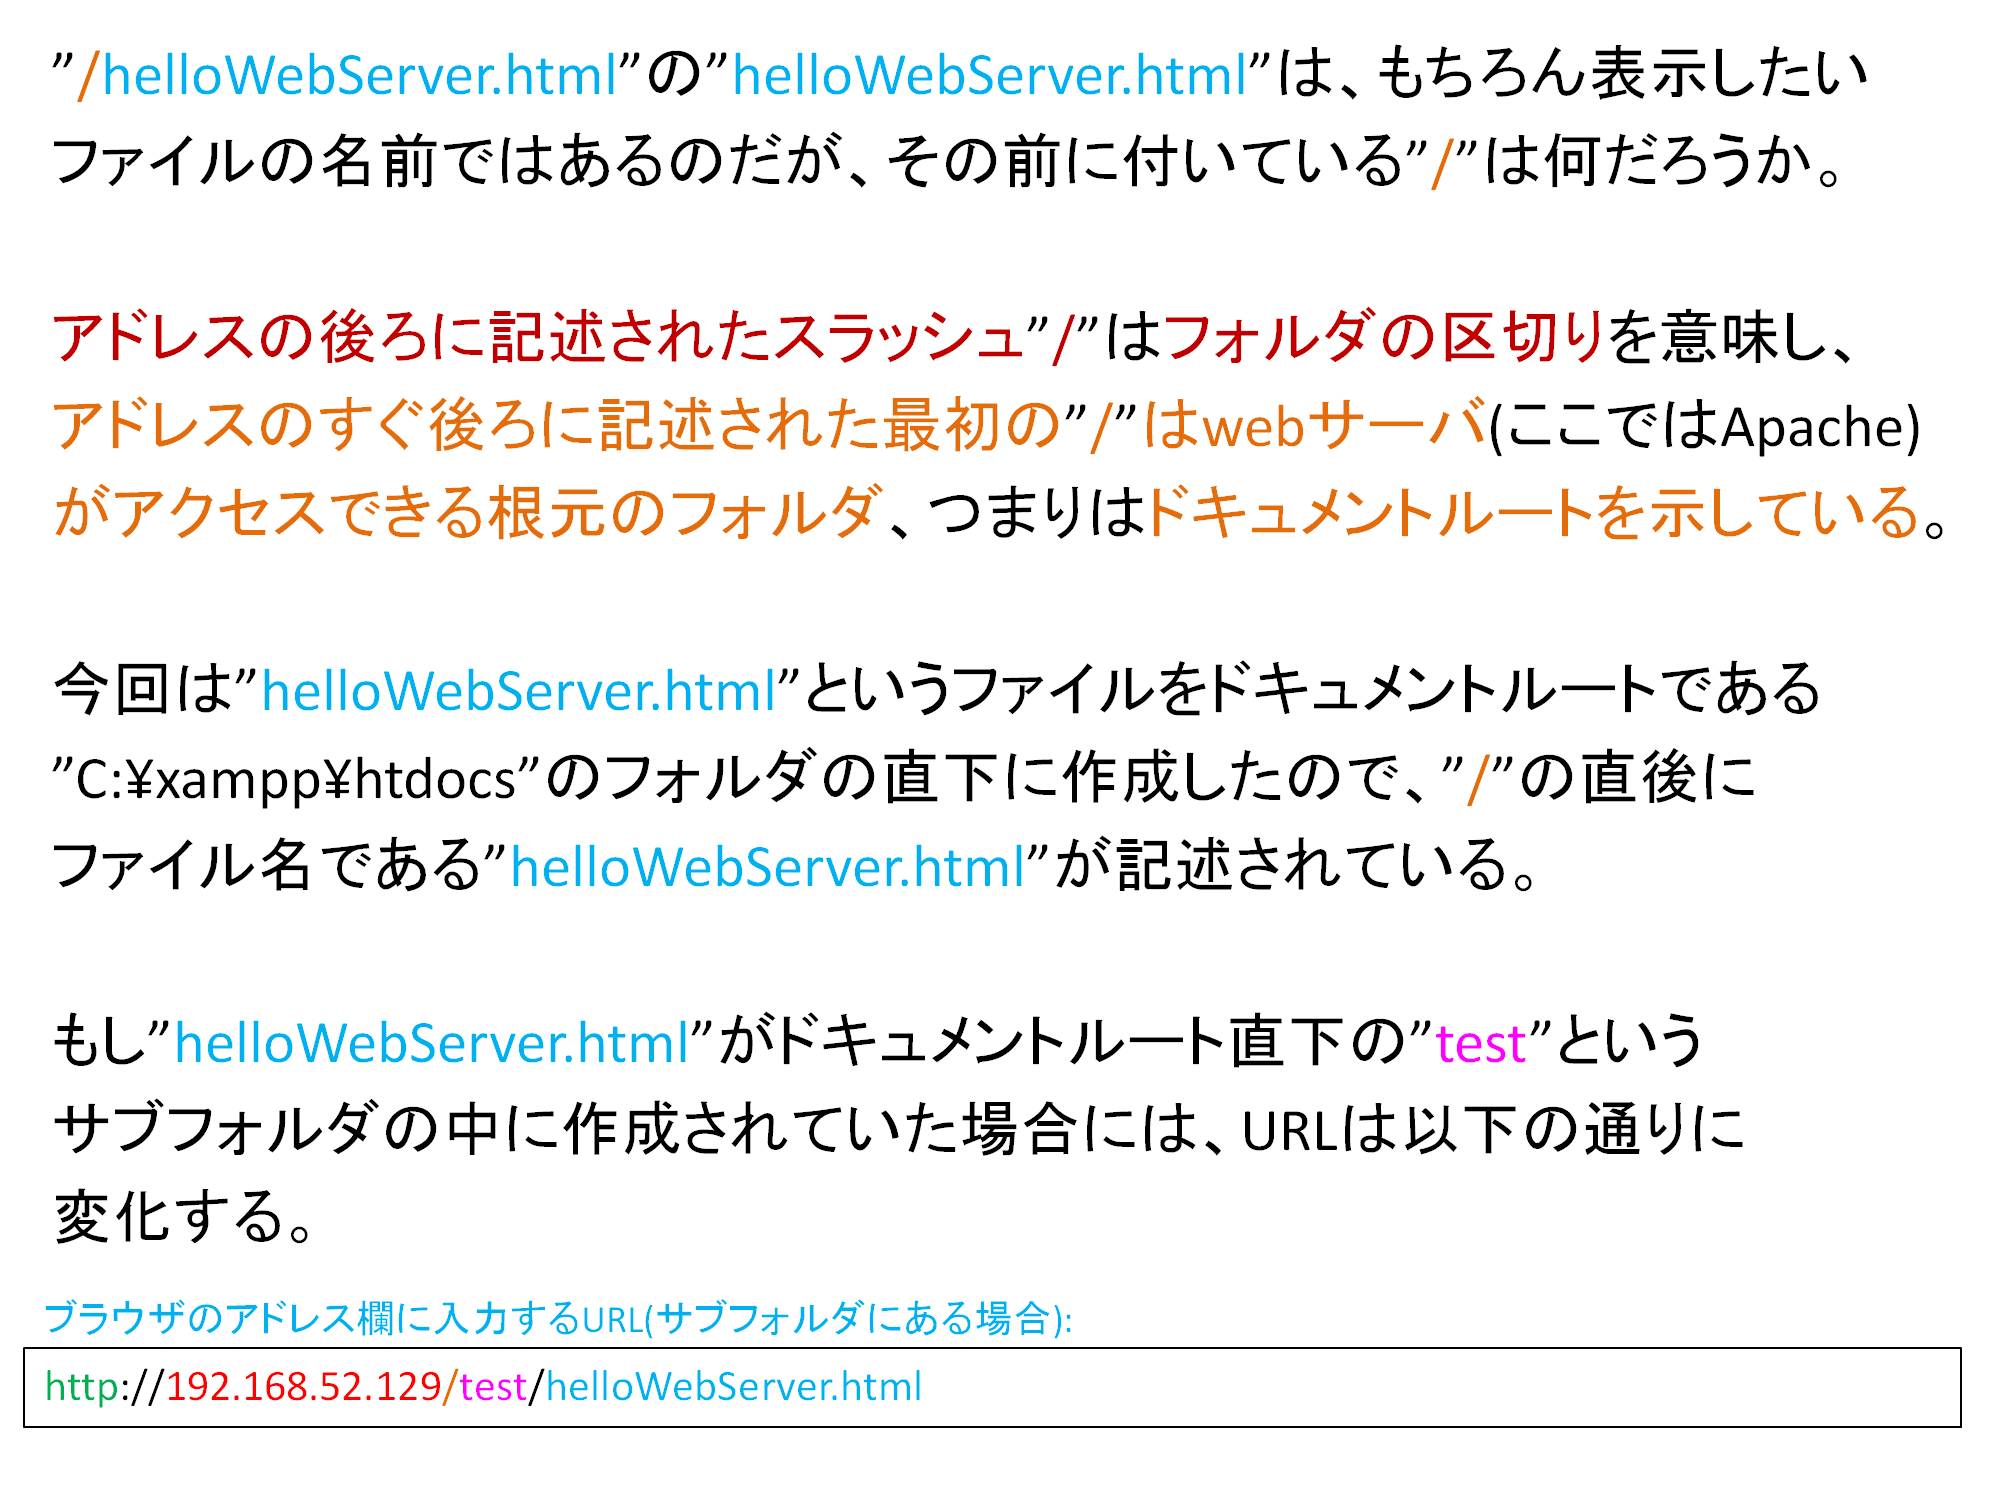 ”/helloWebServer.html”の”helloWebServer.html”は、もちろん表示したい
ファイルの名前ではあるのだが、その前に付いている”/”は何だろうか。
アドレスの後ろに記述されたスラッシュ”/”はフォルダの区切りを意味し、
アドレスのすぐ後ろに記述された最初の”/”はwebサーバ(ここではApache)
がアクセスできる根元のフォルダ、つまりはドキュメントルートを示している。
今回は”helloWebServer.html”というファイルをドキュメントルートである
”C:¥xampp¥htdocs”のフォルダの直下に作成したので、”/”の直後に
ファイル名である”helloWebServer.html”が記述されている。
もし”helloWebServer.html”がドキュメントルート直下の”test”という
サブフォルダの中に作成されていた場合には、URLは以下の通りに
変化する。
ブラウザのアドレス欄に入力するURL(サブフォルダにある場合):
http://192.168.52.129/test/helloWebServer.html